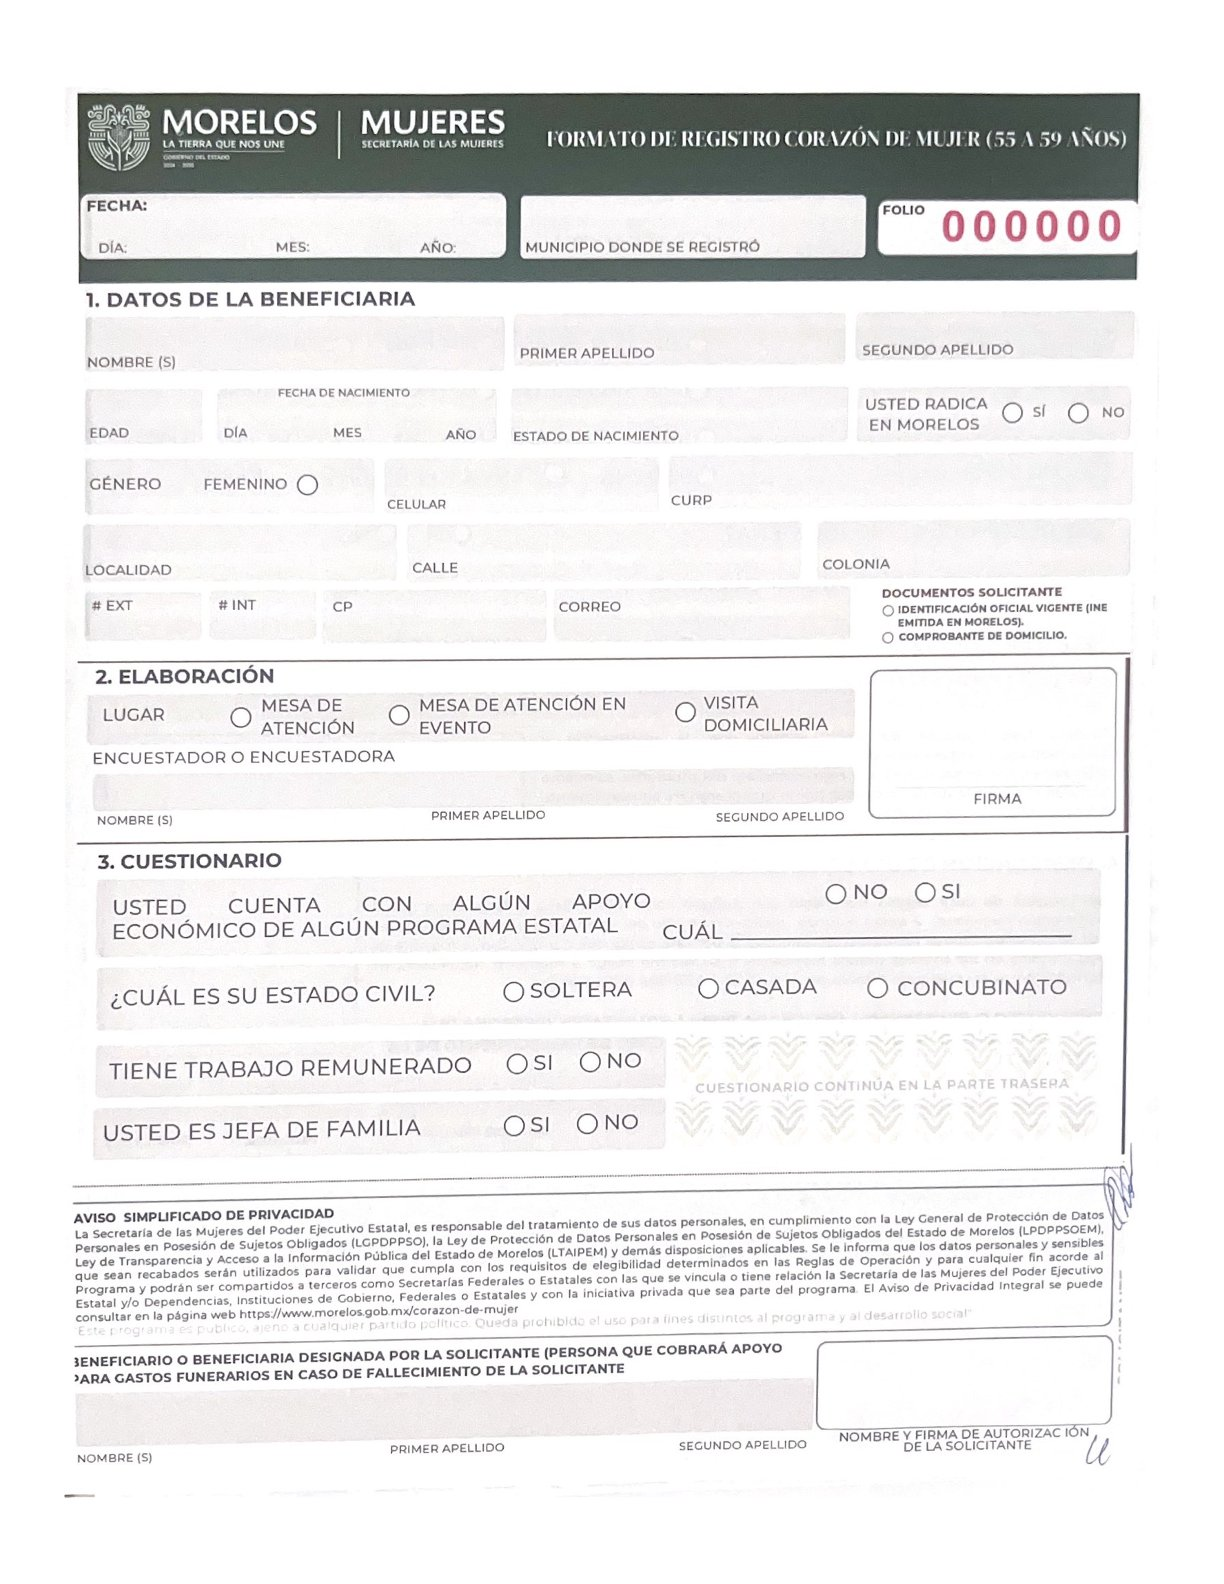 MORELOS
LA TIERRA QUE NOS UNE
GOBIERNO DEL ESTADO
MUJERES
SECRETARÍA DE LAS MUJERES
FORMATO DE REGISTRO CORAZÓN DE MUJER (55 A 59 AÑOS)
FECHA:
DÍA: MES: AÑO:
MUNICIPIO DONDE SE REGISTRÓ
FOLIO 000000
1. DATOS DE LA BENEFICIARIA
NOMBRE (S) PRIMER APELLIDO SEGUNDO APELLIDO
EDAD
FECHA DE NACIMIENTO
DÍA MES AÑO
ESTADO DE NACIMIENTO
USTED RADICA
EN MORELOS
SÍ NO
GÉNERO FEMENINO
CELULAR
CURP
LOCALIDAD CALLE COLONIA
# EXT # INT CP CORREO
DOCUMENTOS SOLICITANTE
IDENTIFICACIÓN OFICIAL VIGENTE (INE
EMITIDA EN MORELOS).
COMPROBANTE DE DOMICILIO.
2. ELABORACIÓN
LUGAR
MESA DE
ATENCIÓN
MESA DE ATENCIÓN EN
EVENTO
VISITA
DOMICILIARIA
ENCUESTADOR O ENCUESTADORA
NOMBRE (S) PRIMER APELLIDO SEGUNDO APELLIDO
FIRMA
3. CUESTIONARIO
USTED CUENTA CON ALGÚN APOYO
ECONÓMICO DE ALGÚN PROGRAMA ESTATAL
NO SI
CUÁL
¿CUÁL ES SU ESTADO CIVIL? SOLTERA CASADA CONCUBINATO
TIENE TRABAJO REMUNERADO SI NO
CUESTIONARIO CONTINÚA EN LA PARTE TRASERA
USTED ES JEFA DE FAMILIA SI NO
AVISO SIMPLIFICADO DE PRIVACIDAD
La Secretaría de las Mujeres del Poder Ejecutivo Estatal, es responsable del tratamiento de sus datos personales, en cumplimiento con la Ley General de Protección de Datos
Personales en Posesión de Sujetos Obligados (LGPDPPSO), la Ley de Protección de Datos Personales en Posesión de Sujetos Obligados del Estado de Morelos (LPDPPSOEM),
Ley de Transparencia y Acceso a la Información Pública del Estado de Morelos (LTAIPEM) y demás disposiciones aplicables. Se le informa que los datos personales y sensibles
que sean recabados serán utilizados para validar que cumpla con los requisitos de elegibilidad determinados en las Reglas de Operación y para cualquier fin acorde al
Programa y podrán ser compartidos a terceros como Secretarías Federales o Estatales con las que se vincula o tiene relación la Secretaría de las Mujeres del Poder Ejecutivo
Estatal y/o Dependencias, Instituciones de Gobierno, Federales o Estatales y con la iniciativa privada que sea parte del programa. El Aviso de Privacidad Integral se puede
consultar en la página web https://www.morelos.gob.mx/corazon-de-mujer
"Este programa es público, ajeno a cualquier partido político. Queda prohibido el uso para fines distintos al programa y al desarrollo social"
BENEFICIARIO O BENEFICIARIA DESIGNADA POR LA SOLICITANTE (PERSONA QUE COBRARÁ APOYO
PARA GASTOS FUNERARIOS EN CASO DE FALLECIMIENTO DE LA SOLICITANTE
NOMBRE (S) PRIMER APELLIDO SEGUNDO APELLIDO
NOMBRE Y FIRMA DE AUTORIZACIÓN
DE LA SOLICITANTE